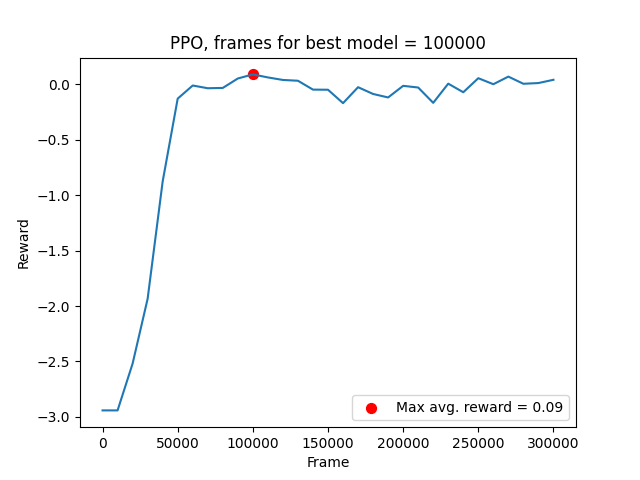 PPO, frames for best model = 100000
0.0
−0.5
−1.0
−1.5
−2.0
−2.5
−3.0
Reward
Max avg. reward = 0.09
0 50000 100000 150000 200000 250000 300000
Frame